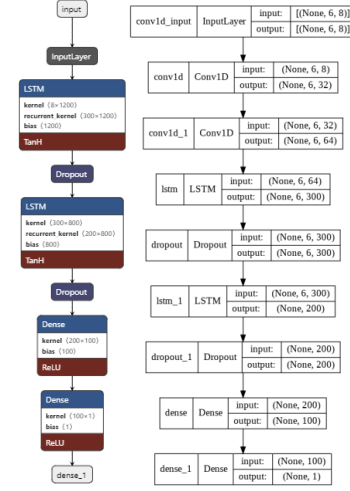 input
InputLayer
LSTM
kernel ⟨8×1200⟩
recurrent kernel ⟨300×1200⟩
bias ⟨1200⟩
TanH
Dropout
LSTM
kernel ⟨300×800⟩
recurrent kernel ⟨200×800⟩
bias ⟨800⟩
TanH
Dropout
Dense
kernel ⟨200×100⟩
bias ⟨100⟩
ReLU
Dense
kernel ⟨100×1⟩
bias ⟨1⟩
ReLU
dense_1
conv1d_input InputLayer input: [(None, 6, 8)]
output: [(None, 6, 8)]
conv1d Conv1D input: (None, 6, 8)
output: (None, 6, 32)
conv1d_1 Conv1D input: (None, 6, 32)
output: (None, 6, 64)
lstm LSTM input: (None, 6, 64)
output: (None, 6, 300)
dropout Dropout input: (None, 6, 300)
output: (None, 6, 300)
lstm_1 LSTM input: (None, 6, 300)
output: (None, 200)
dropout_1 Dropout input: (None, 200)
output: (None, 200)
dense Dense input: (None, 200)
output: (None, 100)
dense_1 Dense input: (None, 100)
output: (None, 1)